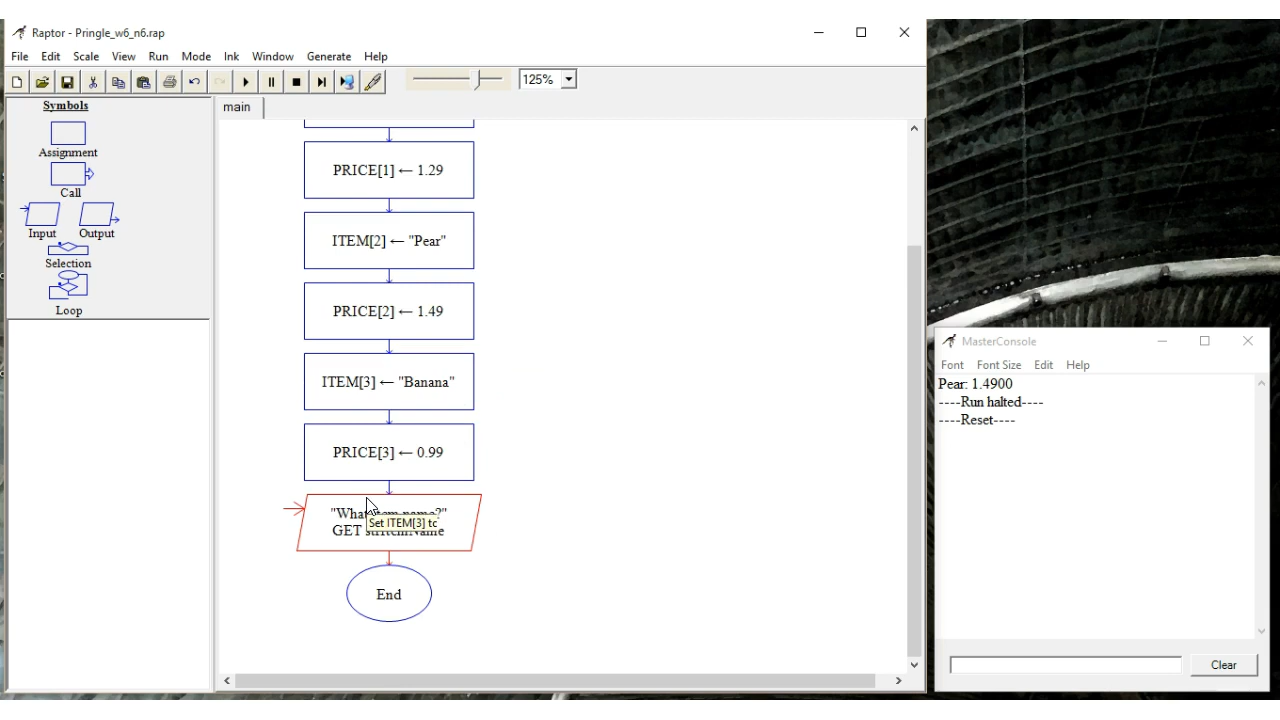 Raptor - Pringle_w6_n6.rap
File Edit Scale View Run Mode Ink Window Generate Help
125%
Symbols
main
Assignment
Call
Input Output
Selection
Loop
PRICE[1] ← 1.29
ITEM[2] ← "Pear"
PRICE[2] ← 1.49
ITEM[3] ← "Banana"
PRICE[3] ← 0.99
"What item name?"
Set ITEM[3] to
GET strItemName
End
MasterConsole
Font Font Size Edit Help
Pear: 1.4900
----Run halted----
----Reset----
Clear